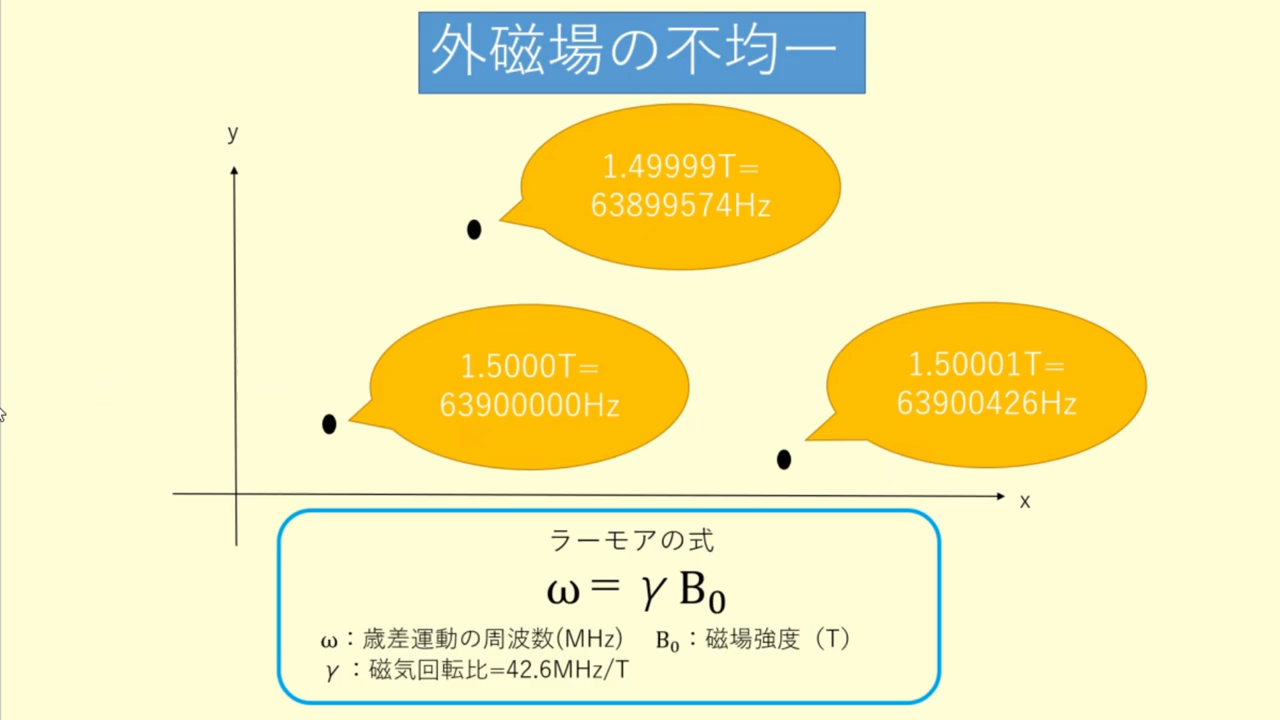 外磁場の不均一
y
1.49999T=
63899574Hz
1.5000T=
63900000Hz
1.50001T=
63900426Hz
x
ラーモアの式
ω = γ B₀
ω：歳差運動の周波数(MHz)　B₀：磁場強度（T）
γ：磁気回転比=42.6MHz/T